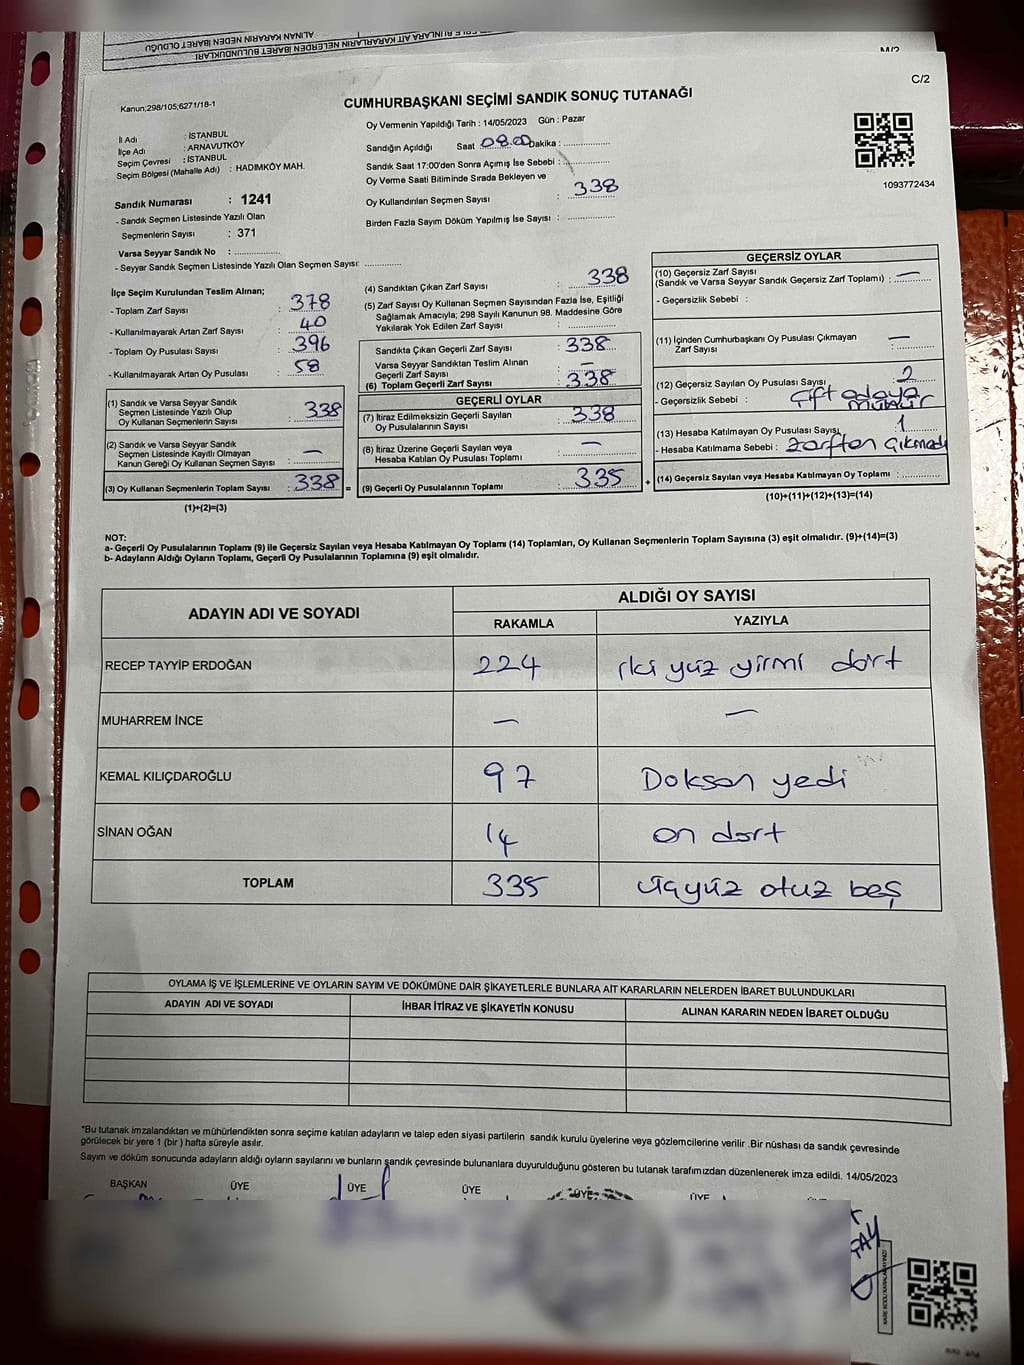 ALINAN KARARIN NEDEN İBARET OLDUĞU
M/2
C/2
Kanun;298/105;6271/18-1
CUMHURBAŞKANI SEÇİMİ SANDIK SONUÇ TUTANAĞI
İl Adı : İSTANBUL
İlçe Adı : ARNAVUTKÖY
Seçim Çevresi : İSTANBUL
Seçim Bölgesi (Mahalle Adı) : HADIMKÖY MAH.
Sandık Numarası : 1241
- Sandık Seçmen Listesinde Yazılı Olan
Seçmenlerin Sayısı : 371
Varsa Seyyar Sandık No : ................
- Seyyar Sandık Seçmen Listesinde Yazılı Olan Seçmen Sayısı: ............
Oy Vermenin Yapıldığı Tarih : 14/05/2023 Gün : Pazar
Sandığın Açıldığı Saat 08.00 Dakika : ................
Sandık Saat 17:00'den Sonra Açımış İse Sebebi : ................
Oy Verme Saati Bitiminde Sırada Bekleyen ve
Oy Kullandırılan Seçmen Sayısı : 338
Birden Fazla Sayım Döküm Yapılmış İse Sayısı : ................
1093772434
İlçe Seçim Kurulundan Teslim Alınan;
- Toplam Zarf Sayısı : 378
- Kullanılmayarak Artan Zarf Sayısı : 40
- Toplam Oy Pusulası Sayısı : 396
- Kullanılmayarak Artan Oy Pusulası : 58
(1) Sandık ve Varsa Seyyar Sandık
Seçmen Listesinde Yazılı Olup
Oy Kullanan Seçmenlerin Sayısı : 338
(2) Sandık ve Varsa Seyyar Sandık
Seçmen Listesinde Kayıtlı Olmayan
Kanun Gereği Oy Kullanan Seçmen Sayısı : —
(3) Oy Kullanan Seçmenlerin Toplam Sayısı : 338 =
(1)+(2)=(3)
(4) Sandıktan Çıkan Zarf Sayısı : 338
(5) Zarf Sayısı Oy Kullanan Seçmen Sayısından Fazla İse, Eşitliği
Sağlamak Amacıyla; 298 Sayılı Kanunun 98. Maddesine Göre
Yakılarak Yok Edilen Zarf Sayısı : ................
Sandıkta Çıkan Geçerli Zarf Sayısı : 338
Varsa Seyyar Sandıktan Teslim Alınan
Geçerli Zarf Sayısı : —
(6) Toplam Geçerli Zarf Sayısı : 338
GEÇERLİ OYLAR
(7) İtiraz Edilmeksizin Geçerli Sayılan
Oy Pusulalarının Sayısı : 338
(8) İtiraz Üzerine Geçerli Sayılan veya
Hesaba Katılan Oy Pusulası Toplamı : —
(9) Geçerli Oy Pusulalarının Toplamı : 335 +
GEÇERSİZ OYLAR
(10) Geçersiz Zarf Sayısı
(Sandık ve Varsa Seyyar Sandık Geçersiz Zarf Toplamı) : —
- Geçersizlik Sebebi :
(11) İçinden Cumhurbaşkanı Oy Pusulası Çıkmayan
Zarf Sayısı : —
(12) Geçersiz Sayılan Oy Pusulası Sayısı : 2
- Geçersizlik Sebebi : çift adaya
mühür
(13) Hesaba Katılmayan Oy Pusulası Sayısı : 1
- Hesaba Katılmama Sebebi : zarftan çıkmadı
(14) Geçersiz Sayılan veya Hesaba Katılmayan Oy Toplamı : ............
(10)+(11)+(12)+(13)=(14)
NOT:
a- Geçerli Oy Pusulalarının Toplamı (9) ile Geçersiz Sayılan veya Hesaba Katılmayan Oy Toplamı (14) Toplamları, Oy Kullanan Seçmenlerin Toplam Sayısına (3) eşit olmalıdır. (9)+(14)=(3)
b- Adayların Aldığı Oyların Toplamı, Geçerli Oy Pusulalarının Toplamına (9) eşit olmalıdır.
ADAYIN ADI VE SOYADI
ALDIĞI OY SAYISI
RAKAMLA YAZIYLA
RECEP TAYYİP ERDOĞAN 224 iki yüz yirmi dört
MUHARREM İNCE — —
KEMAL KILIÇDAROĞLU 97 Doksan yedi
SİNAN OĞAN 14 on dört
TOPLAM 335 üçyüz otuz beş
OYLAMA İŞ VE İŞLEMLERİNE VE OYLARIN SAYIM VE DÖKÜMÜNE DAİR ŞİKAYETLERLE BUNLARA AİT KARARLARIN NELERDEN İBARET BULUNDUKLARI
ADAYIN ADI VE SOYADI İHBAR İTİRAZ VE ŞİKAYETİN KONUSU ALINAN KARARIN NEDEN İBARET OLDUĞU
*Bu tutanak imzalandıktan ve mühürlendikten sonra seçime katılan adayların ve talep eden siyasi partilerin sandık kurulu üyelerine veya gözlemcilerine verilir .Bir nüshası da sandık çevresinde
görülecek bir yere 1 (bir ) hafta süreyle asılır.
Sayım ve döküm sonucunda adayların aldığı oyların sayılarını ve bunların sandık çevresinde bulunanlara duyurulduğunu gösteren bu tutanak tarafımızdan düzenlenerek imza edildi. 14/05/2023
BAŞKAN ÜYE ÜYE ÜYE ÜYE ÜYE